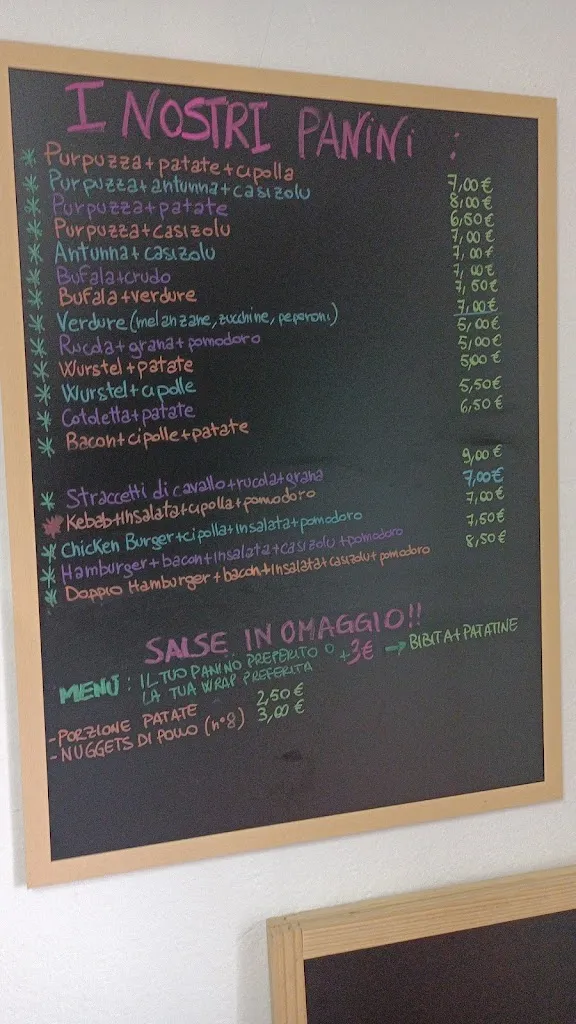 I NOSTRI PANINI :
* Purpuzza+patate+cipolla 7,00 €
* Purpuzza+antunna+casizolu 8,00 €
* Purpuzza+patate 6,50 €
* Purpuzza+casizolu 7,00 €
* Antunna+casizolu 7,00 €
* Bufala+crudo 7,00 €
* Bufala+verdure 7,50 €
* Verdure (melanzane, zucchine, peperoni) 7,00 €
* Rucola+grana+pomodoro 5,00 €
* Wurstel+patate 5,00 €
* Wurstel+cipolle 5,00 €
* Cotoletta+patate 5,50 €
* Bacon+cipolle+patate 6,50 €
* Straccetti di cavallo+rucola+grana 9,00 €
* Kebab+insalata+cipolla+pomodoro 7,00 €
* Chicken Burger+cipolla+insalata+pomodoro 7,00 €
* Hamburger+bacon+insalata+casizolu+pomodoro 7,50 €
* Doppio Hamburger+bacon+insalata+casizolu+pomodoro 8,50 €
SALSE IN OMAGGIO!!
MENÙ : IL TUO PANINO PREFERITO O
LA TUA WRAP PREFERITA +3€ → BIBITA+PATATINE
-PORZIONE PATATE 2,50 €
-NUGGETS DI POLLO (n°8) 3,00 €